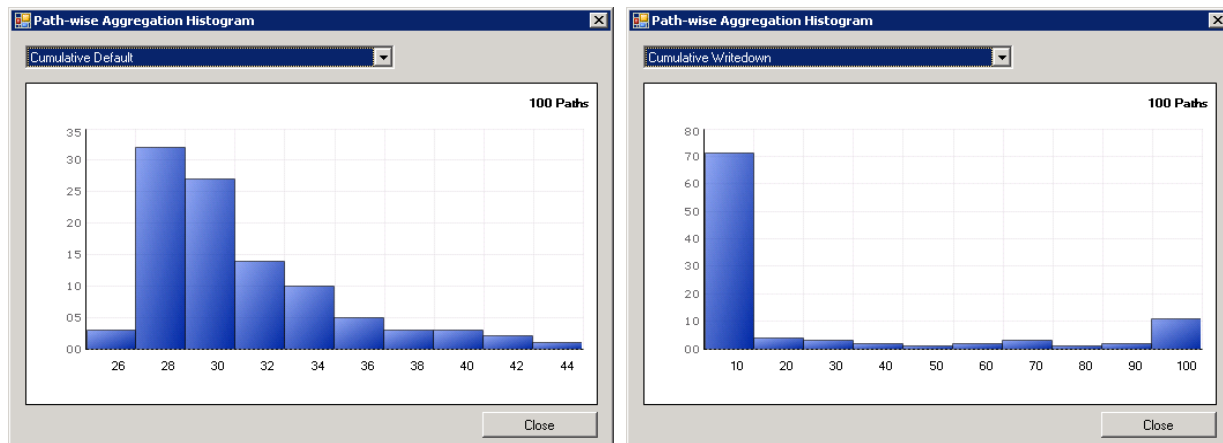 Path-wise Aggregation Histogram
Cumulative Default
100 Paths
35
30
25
20
15
10
05
00
26 28 30 32 34 36 38 40 42 44
Close
Path-wise Aggregation Histogram
Cumulative Writedown
100 Paths
80
70
60
50
40
30
20
10
00
10 20 30 40 50 60 70 80 90 100
Close